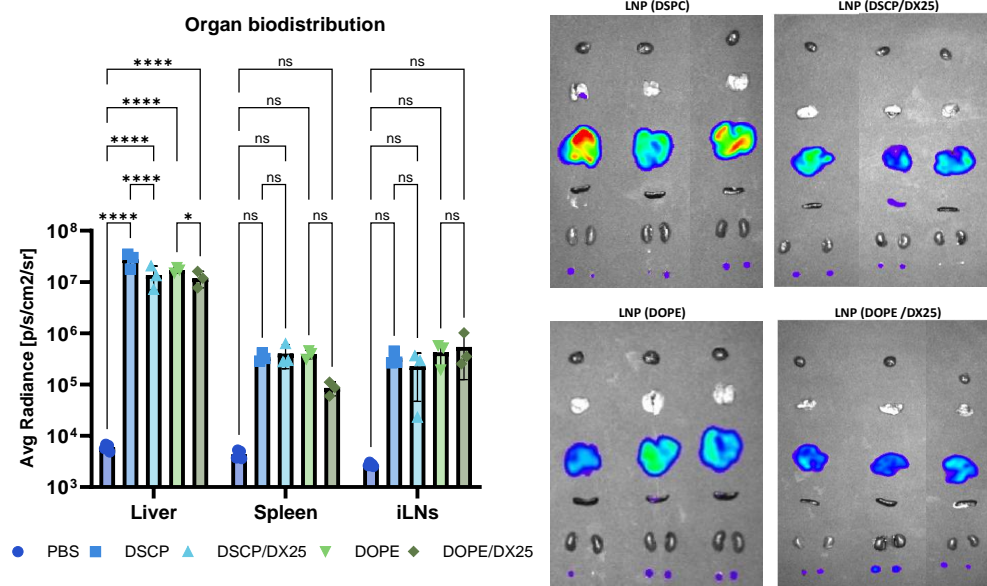 Organ biodistribution
****
ns
ns
****
ns
ns
****
ns
ns
****
ns
ns
****
*
ns
ns
ns
ns
Avg Radiance [p/s/cm2/sr]
10⁸
10⁷
10⁶
10⁵
10⁴
10³
Liver
Spleen
iLNs
PBS
DSCP
DSCP/DX25
DOPE
DOPE/DX25
LNP (DSPC)
LNP (DSCP/DX25)
LNP (DOPE)
LNP (DOPE /DX25)